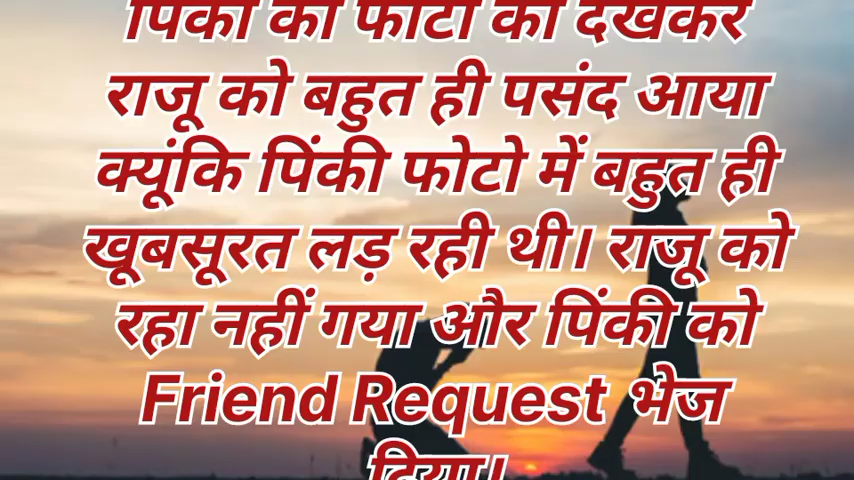 पिंकी की फोटो को देखकर
राजू को बहुत ही पसंद आया
क्यूंकि पिंकी फोटो में बहुत ही
खूबसूरत लड़ रही थी। राजू को
रहा नहीं गया और पिंकी को
Friend Request भेज
दिया।